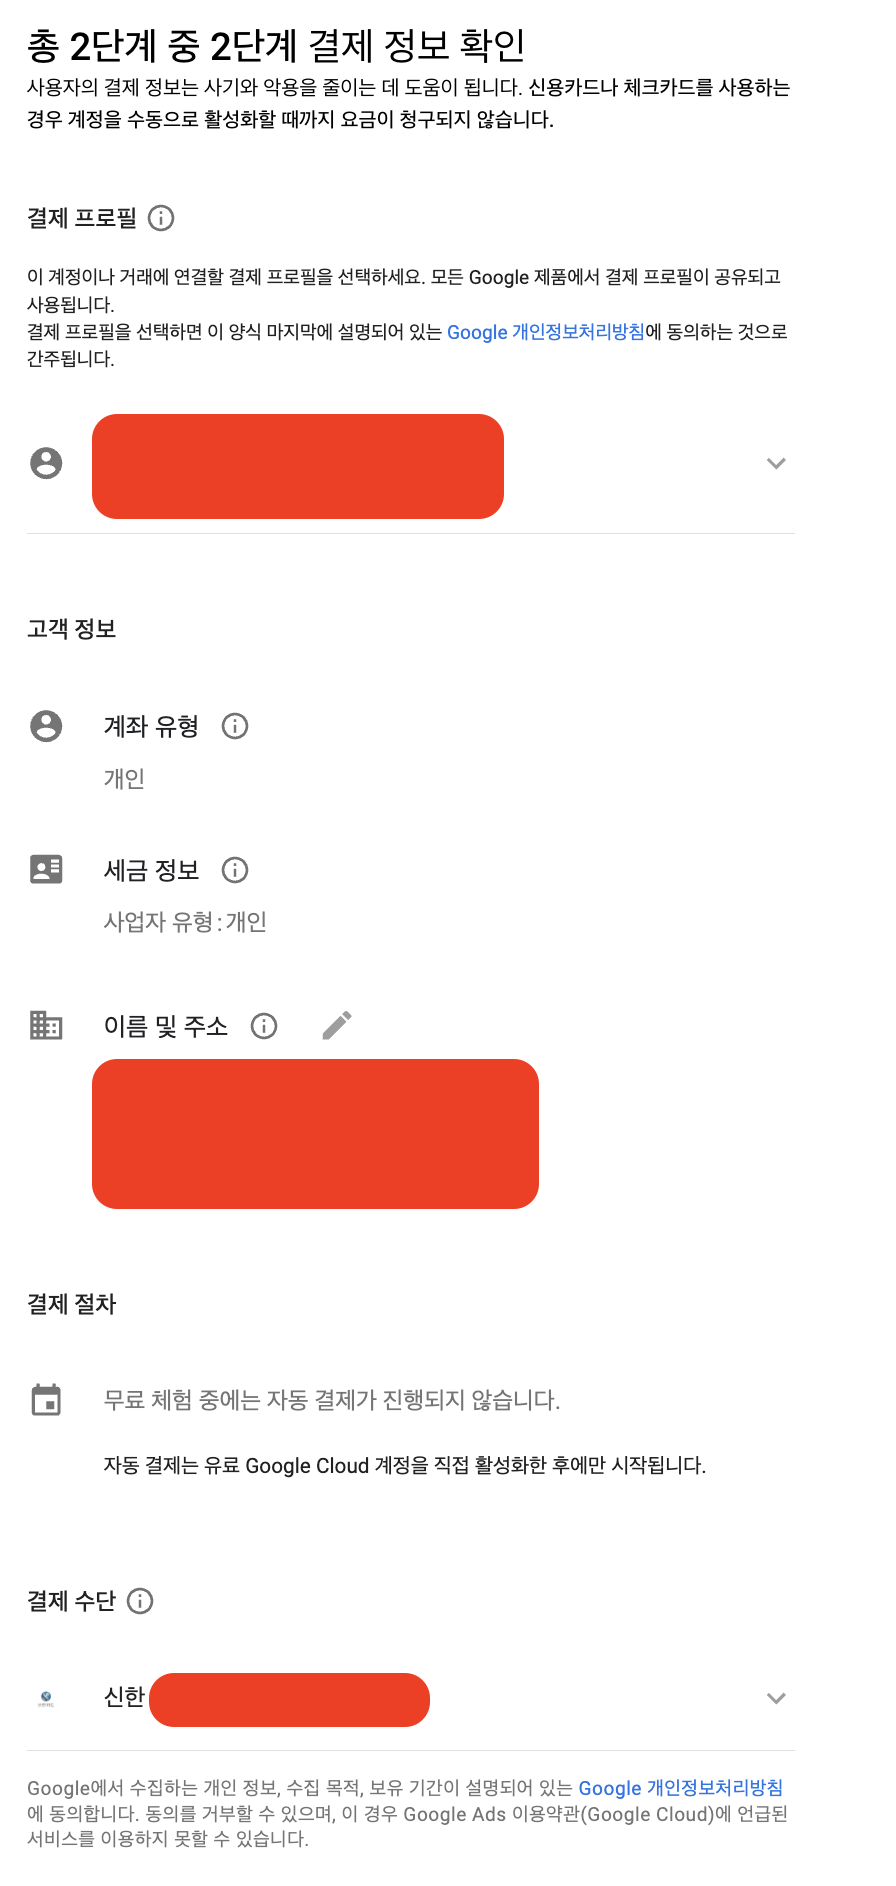 총 2단계 중 2단계 결제 정보 확인
사용자의 결제 정보는 사기와 악용을 줄이는 데 도움이 됩니다. 신용카드나 체크카드를 사용하는
경우 계정을 수동으로 활성화할 때까지 요금이 청구되지 않습니다.
결제 프로필
이 계정이나 거래에 연결할 결제 프로필을 선택하세요. 모든 Google 제품에서 결제 프로필이 공유되고
사용됩니다.
결제 프로필을 선택하면 이 양식 마지막에 설명되어 있는 Google 개인정보처리방침에 동의하는 것으로
간주됩니다.
고객 정보
계좌 유형
개인
세금 정보
사업자 유형: 개인
이름 및 주소
결제 절차
무료 체험 중에는 자동 결제가 진행되지 않습니다.
자동 결제는 유료 Google Cloud 계정을 직접 활성화한 후에만 시작됩니다.
결제 수단
신한
Google에서 수집하는 개인 정보, 수집 목적, 보유 기간이 설명되어 있는 Google 개인정보처리방침
에 동의합니다. 동의를 거부할 수 있으며, 이 경우 Google Ads 이용약관(Google Cloud)에 언급된
서비스를 이용하지 못할 수 있습니다.